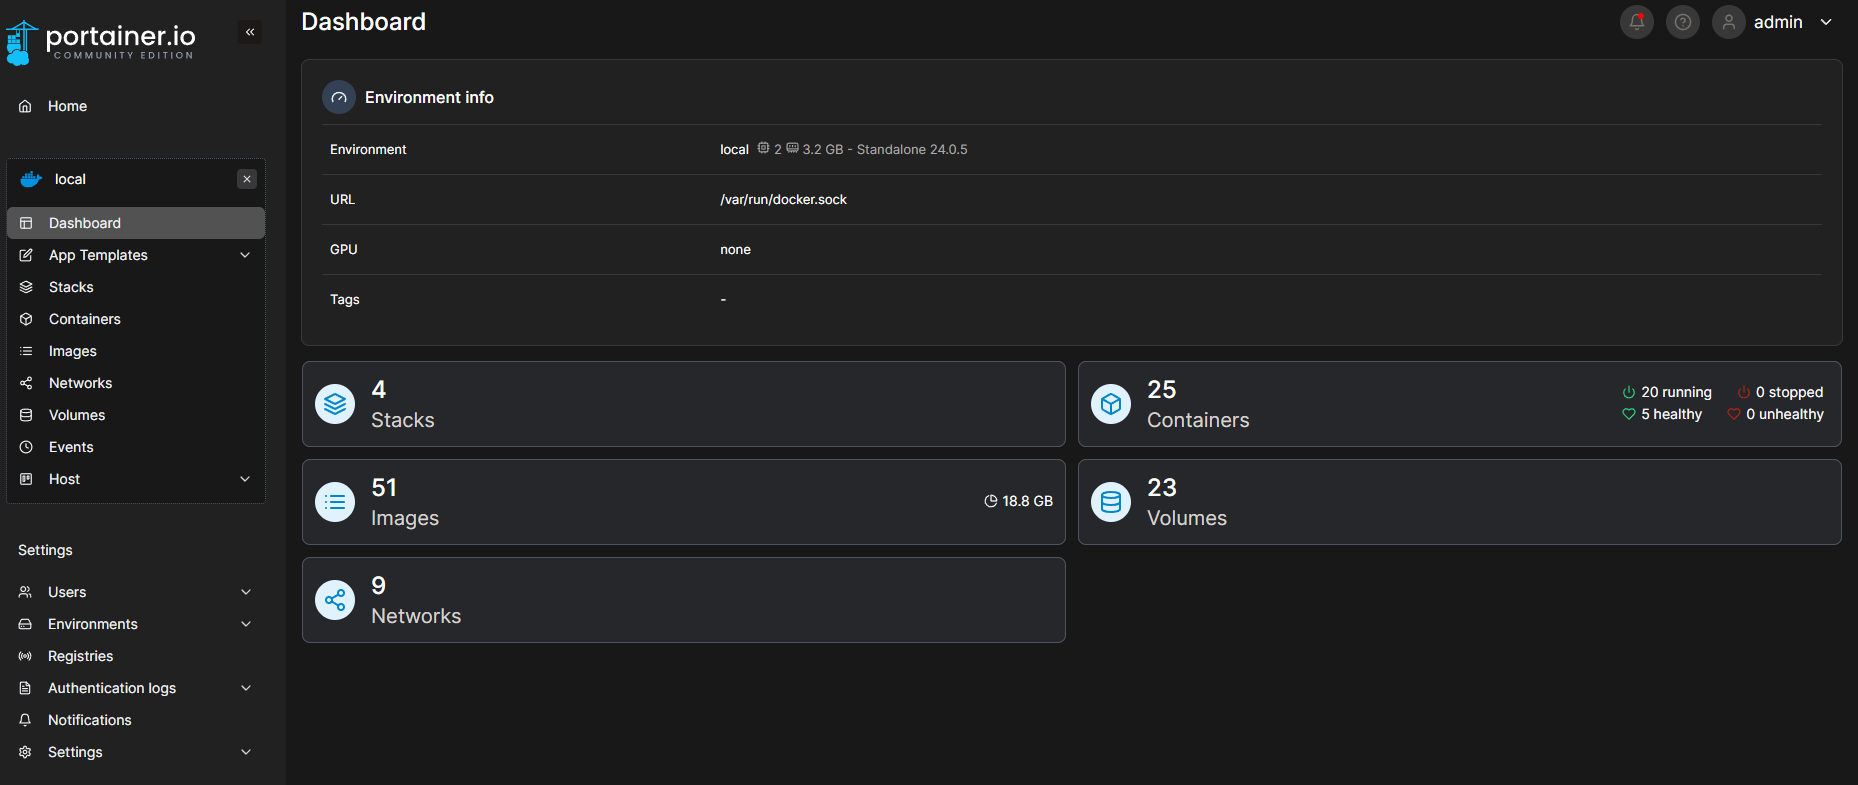 portainer.io
COMMUNITY EDITION
Home
local
Dashboard
App Templates
Stacks
Containers
Images
Networks
Volumes
Events
Host
Settings
Users
Environments
Registries
Authentication logs
Notifications
Settings
Dashboard
admin
Environment info
Environment local 2 3.2 GB - Standalone 24.0.5
URL /var/run/docker.sock
GPU none
Tags -
4
Stacks
25
Containers
20 running 0 stopped
5 healthy 0 unhealthy
51
Images
18.8 GB
23
Volumes
9
Networks